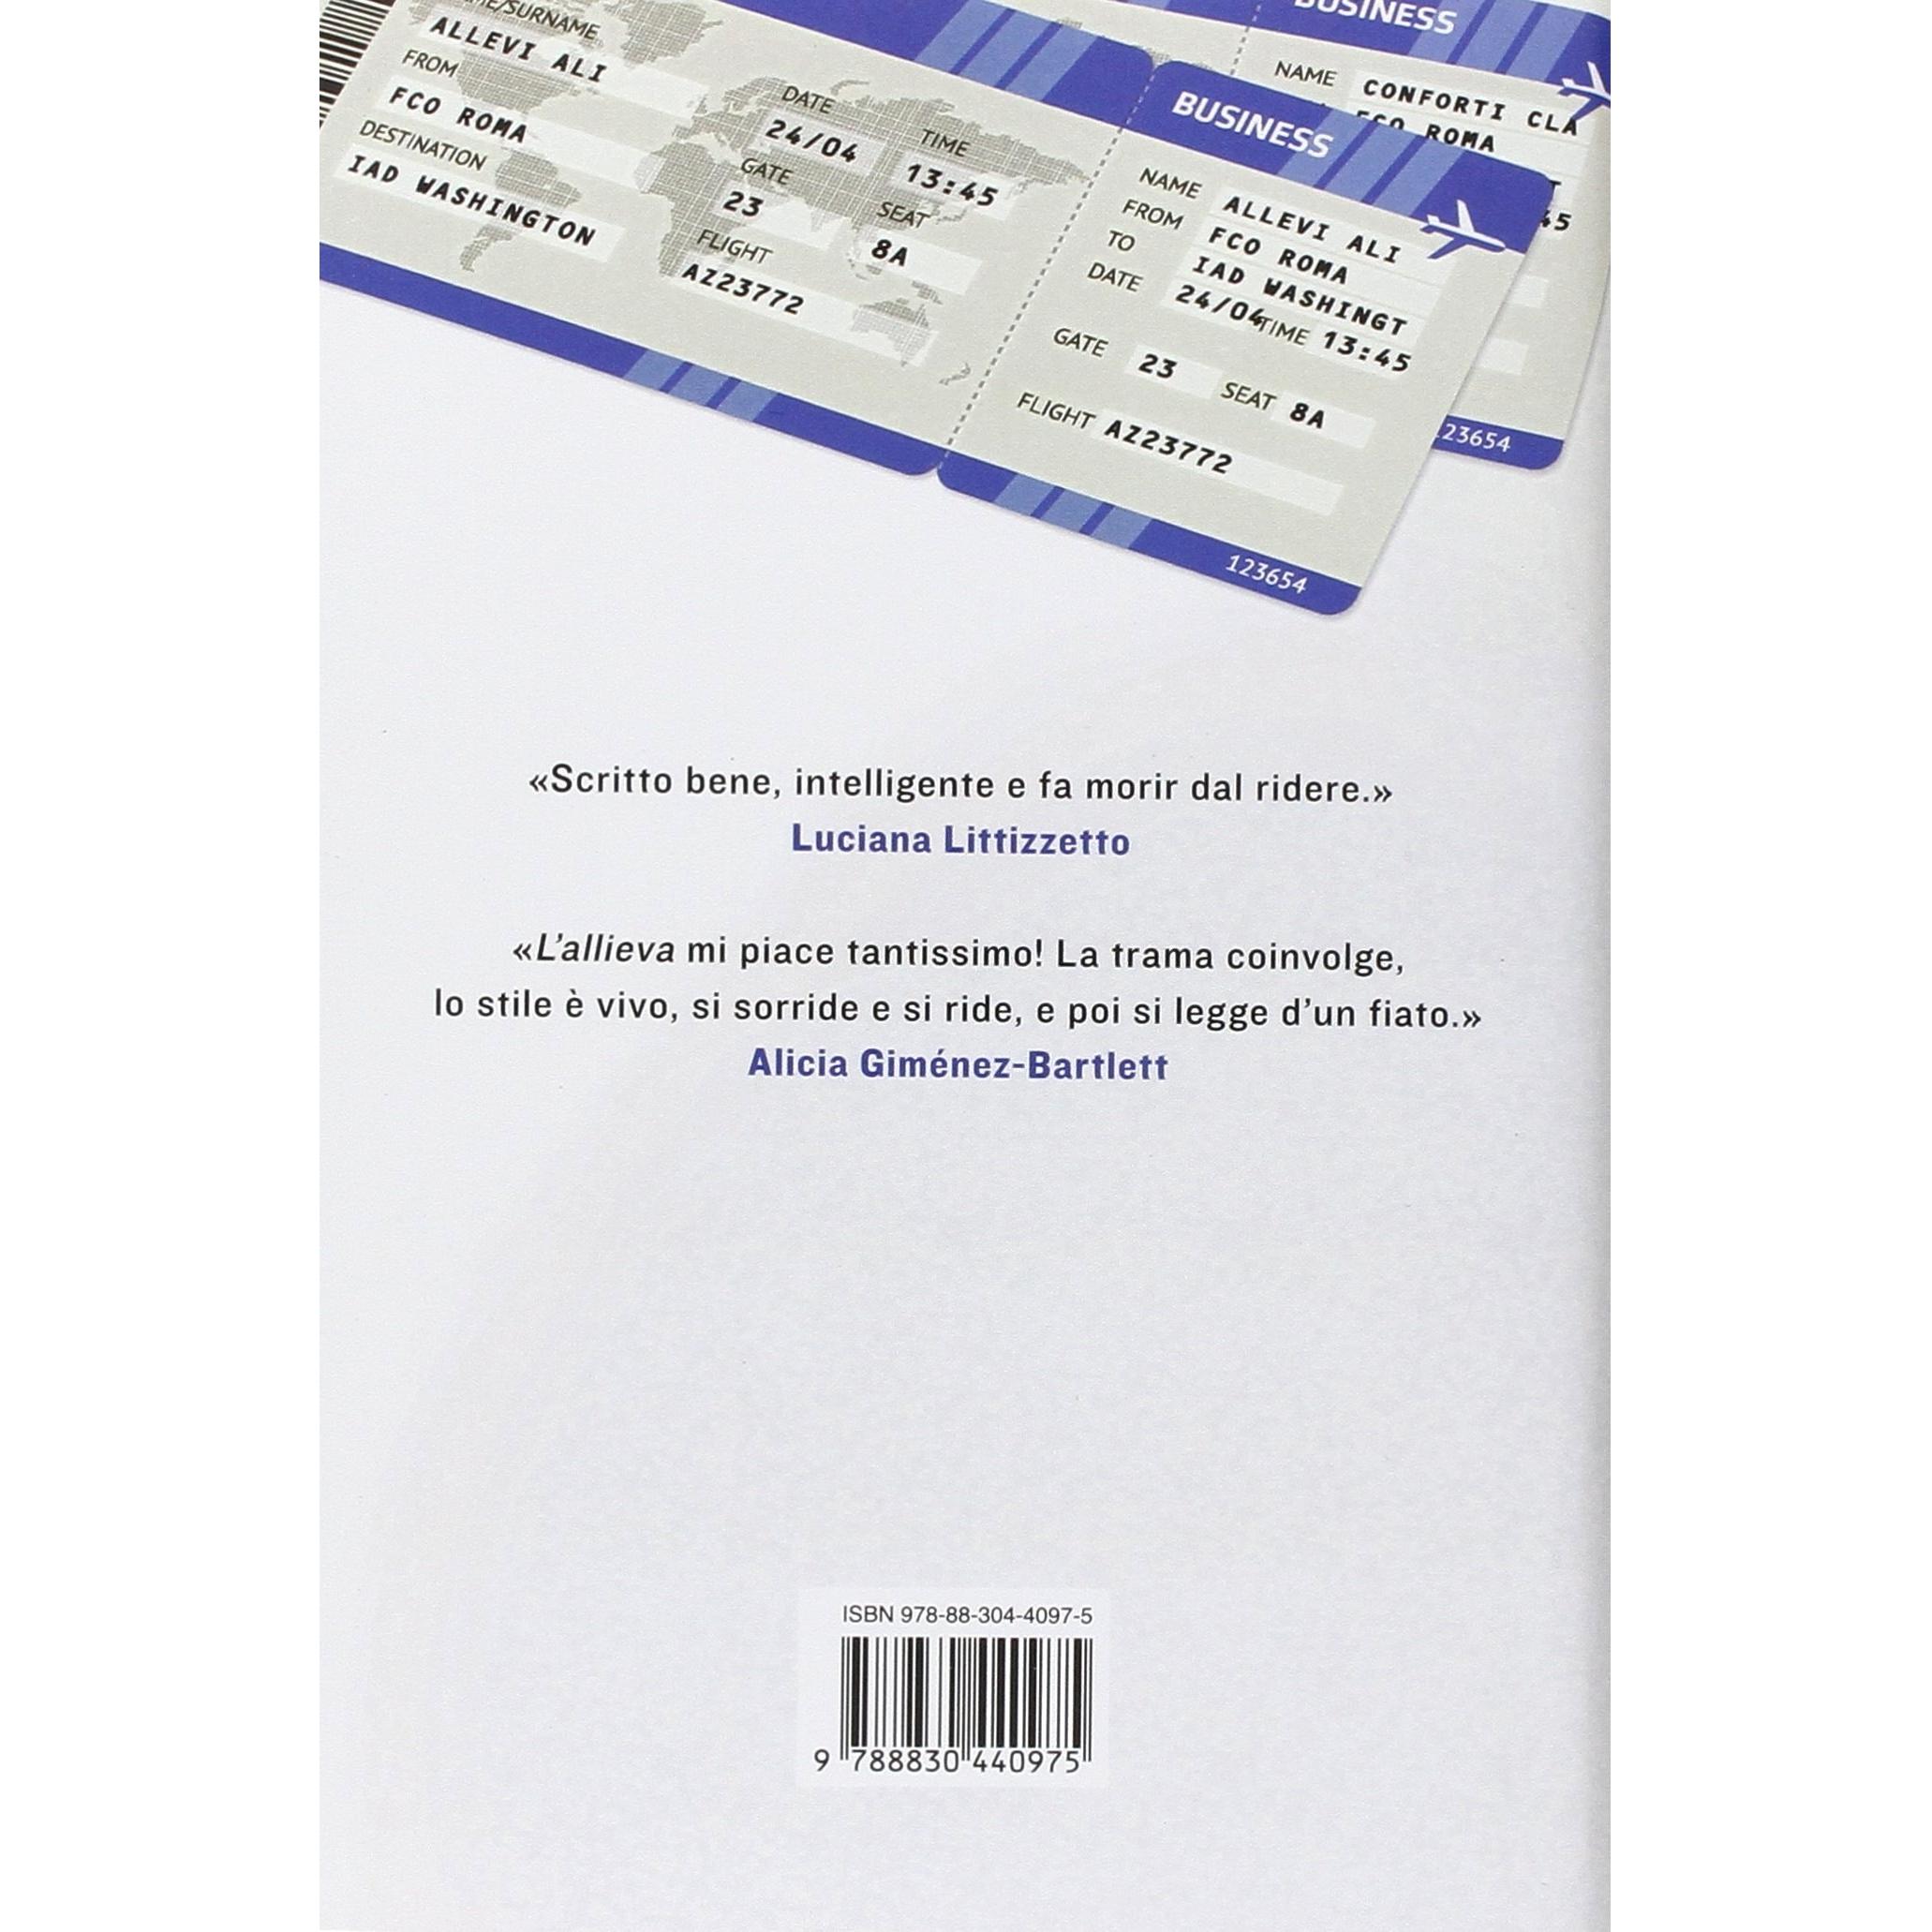 /SURNAME
ALLEVI ALI
FROM
FCO ROMA
DESTINATION
IAD WASHINGTON
DATE
24/04
TIME
13:45
GATE
23
SEAT
8A
FLIGHT
AZ23772
BUSINESS
NAME ALLEVI ALI
FROM FCO ROMA
TO IAD WASHINGT
DATE 24/04 TIME 13:45
GATE 23 SEAT 8A
FLIGHT AZ23772
123654
BUSINESS
NAME CONFORTI CLA
FCO ROMA
45
123654
«Scritto bene, intelligente e fa morir dal ridere.»
Luciana Littizzetto
«L'allieva mi piace tantissimo! La trama coinvolge,
lo stile è vivo, si sorride e si ride, e poi si legge d'un fiato.»
Alicia Giménez-Bartlett
ISBN 978-88-304-4097-5
9 788830 440975